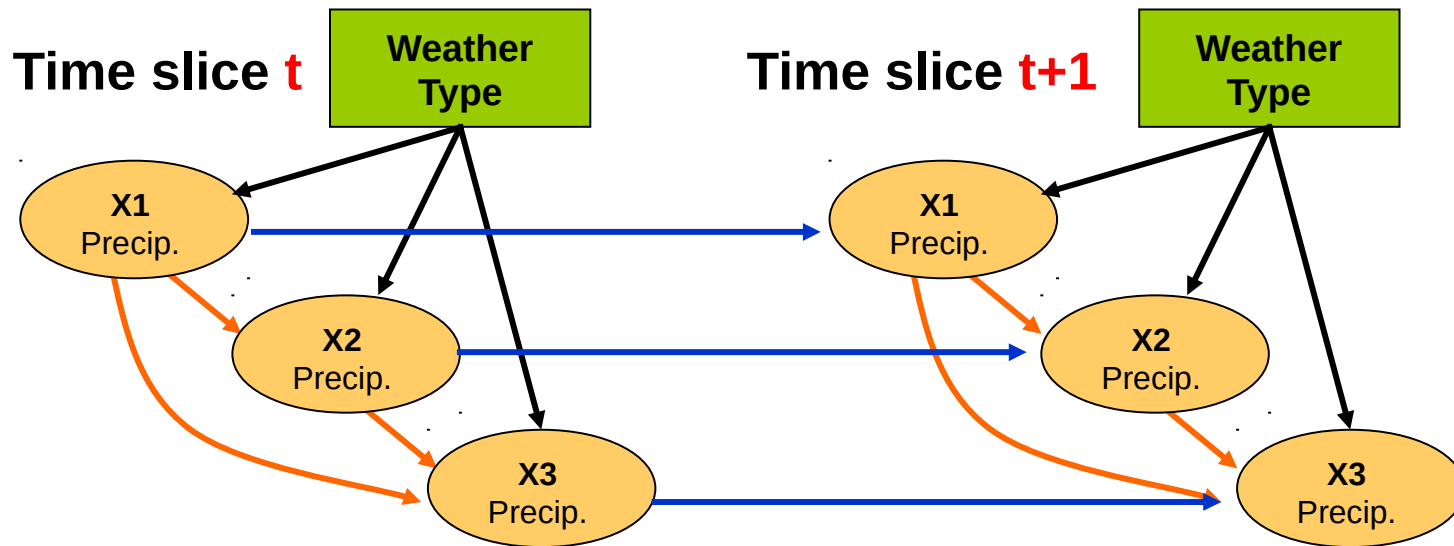 Time slice t
Weather
Type
X1
Precip.
X2
Precip.
X3
Precip.
Time slice t+1
Weather
Type
X1
Precip.
X2
Precip.
X3
Precip.